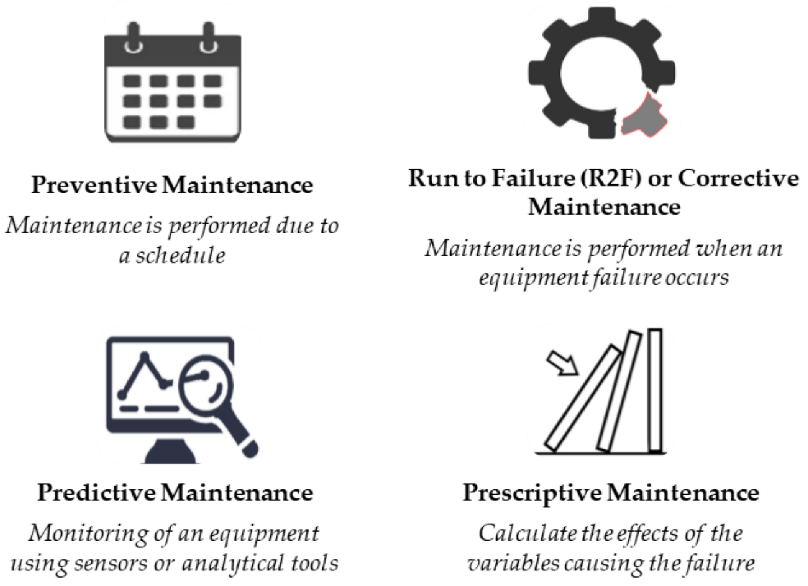 Preventive Maintenance
Maintenance is performed due to
a schedule
Run to Failure (R2F) or Corrective
Maintenance
Maintenance is performed when an
equipment failure occurs
Predictive Maintenance
Monitoring of an equipment
using sensors or analytical tools
Prescriptive Maintenance
Calculate the effects of the
variables causing the failure